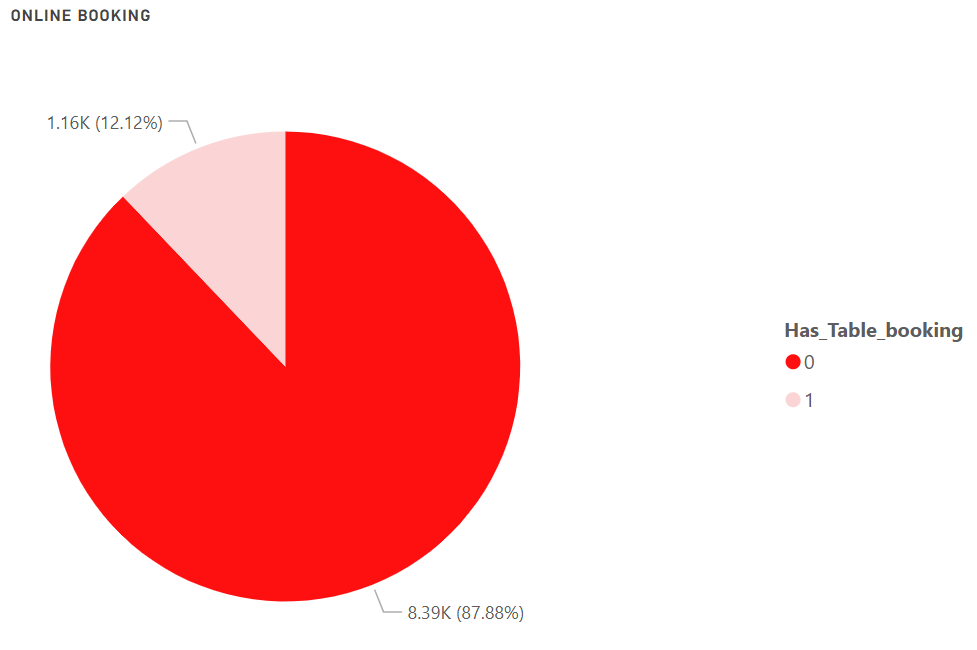 ONLINE BOOKING
1.16K (12.12%)
Has_Table_booking
0
1
8.39K (87.88%)